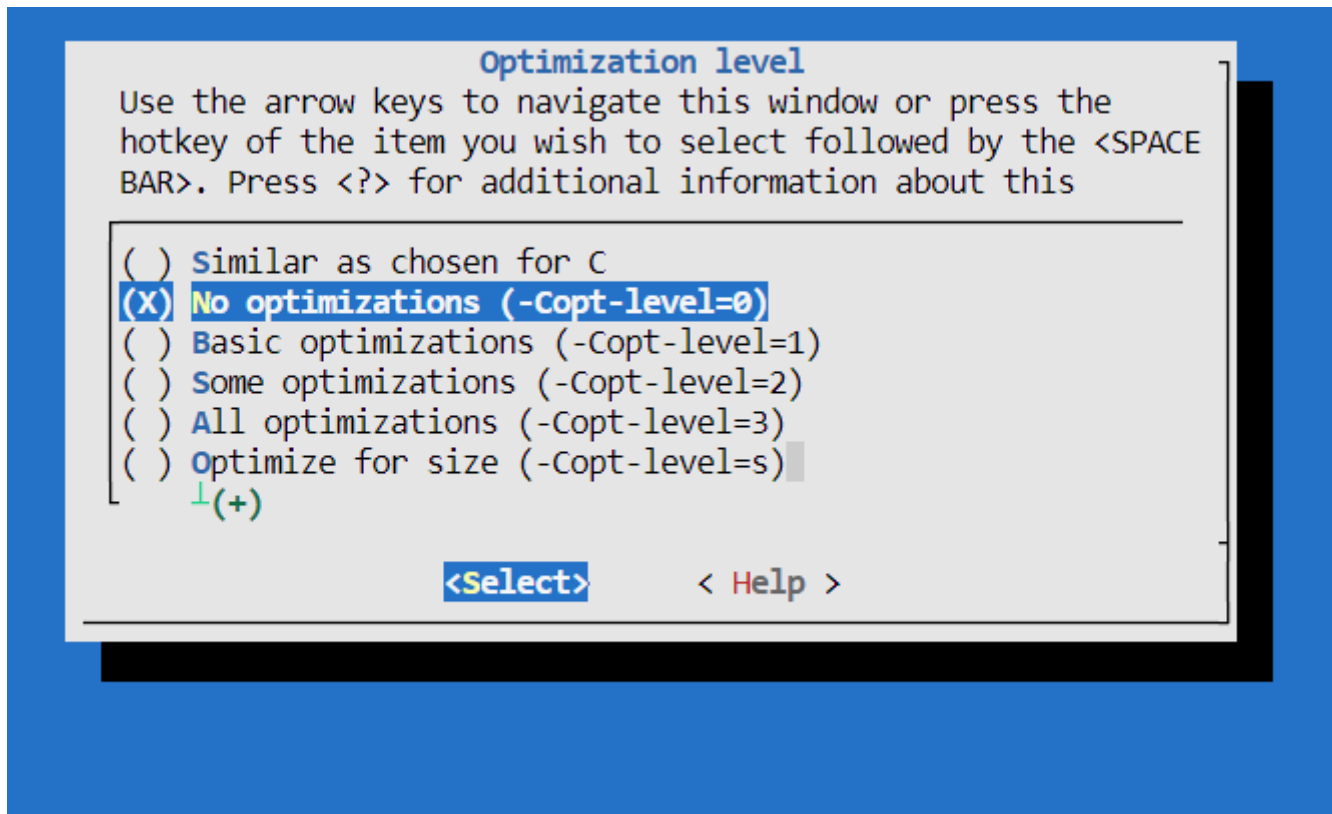 Optimization level
Use the arrow keys to navigate this window or press the
hotkey of the item you wish to select followed by the <SPACE
BAR>. Press <?> for additional information about this
( ) Similar as chosen for C
(X) No optimizations (-Copt-level=0)
( ) Basic optimizations (-Copt-level=1)
( ) Some optimizations (-Copt-level=2)
( ) All optimizations (-Copt-level=3)
( ) Optimize for size (-Copt-level=s)
┴(+)
<Select> < Help >